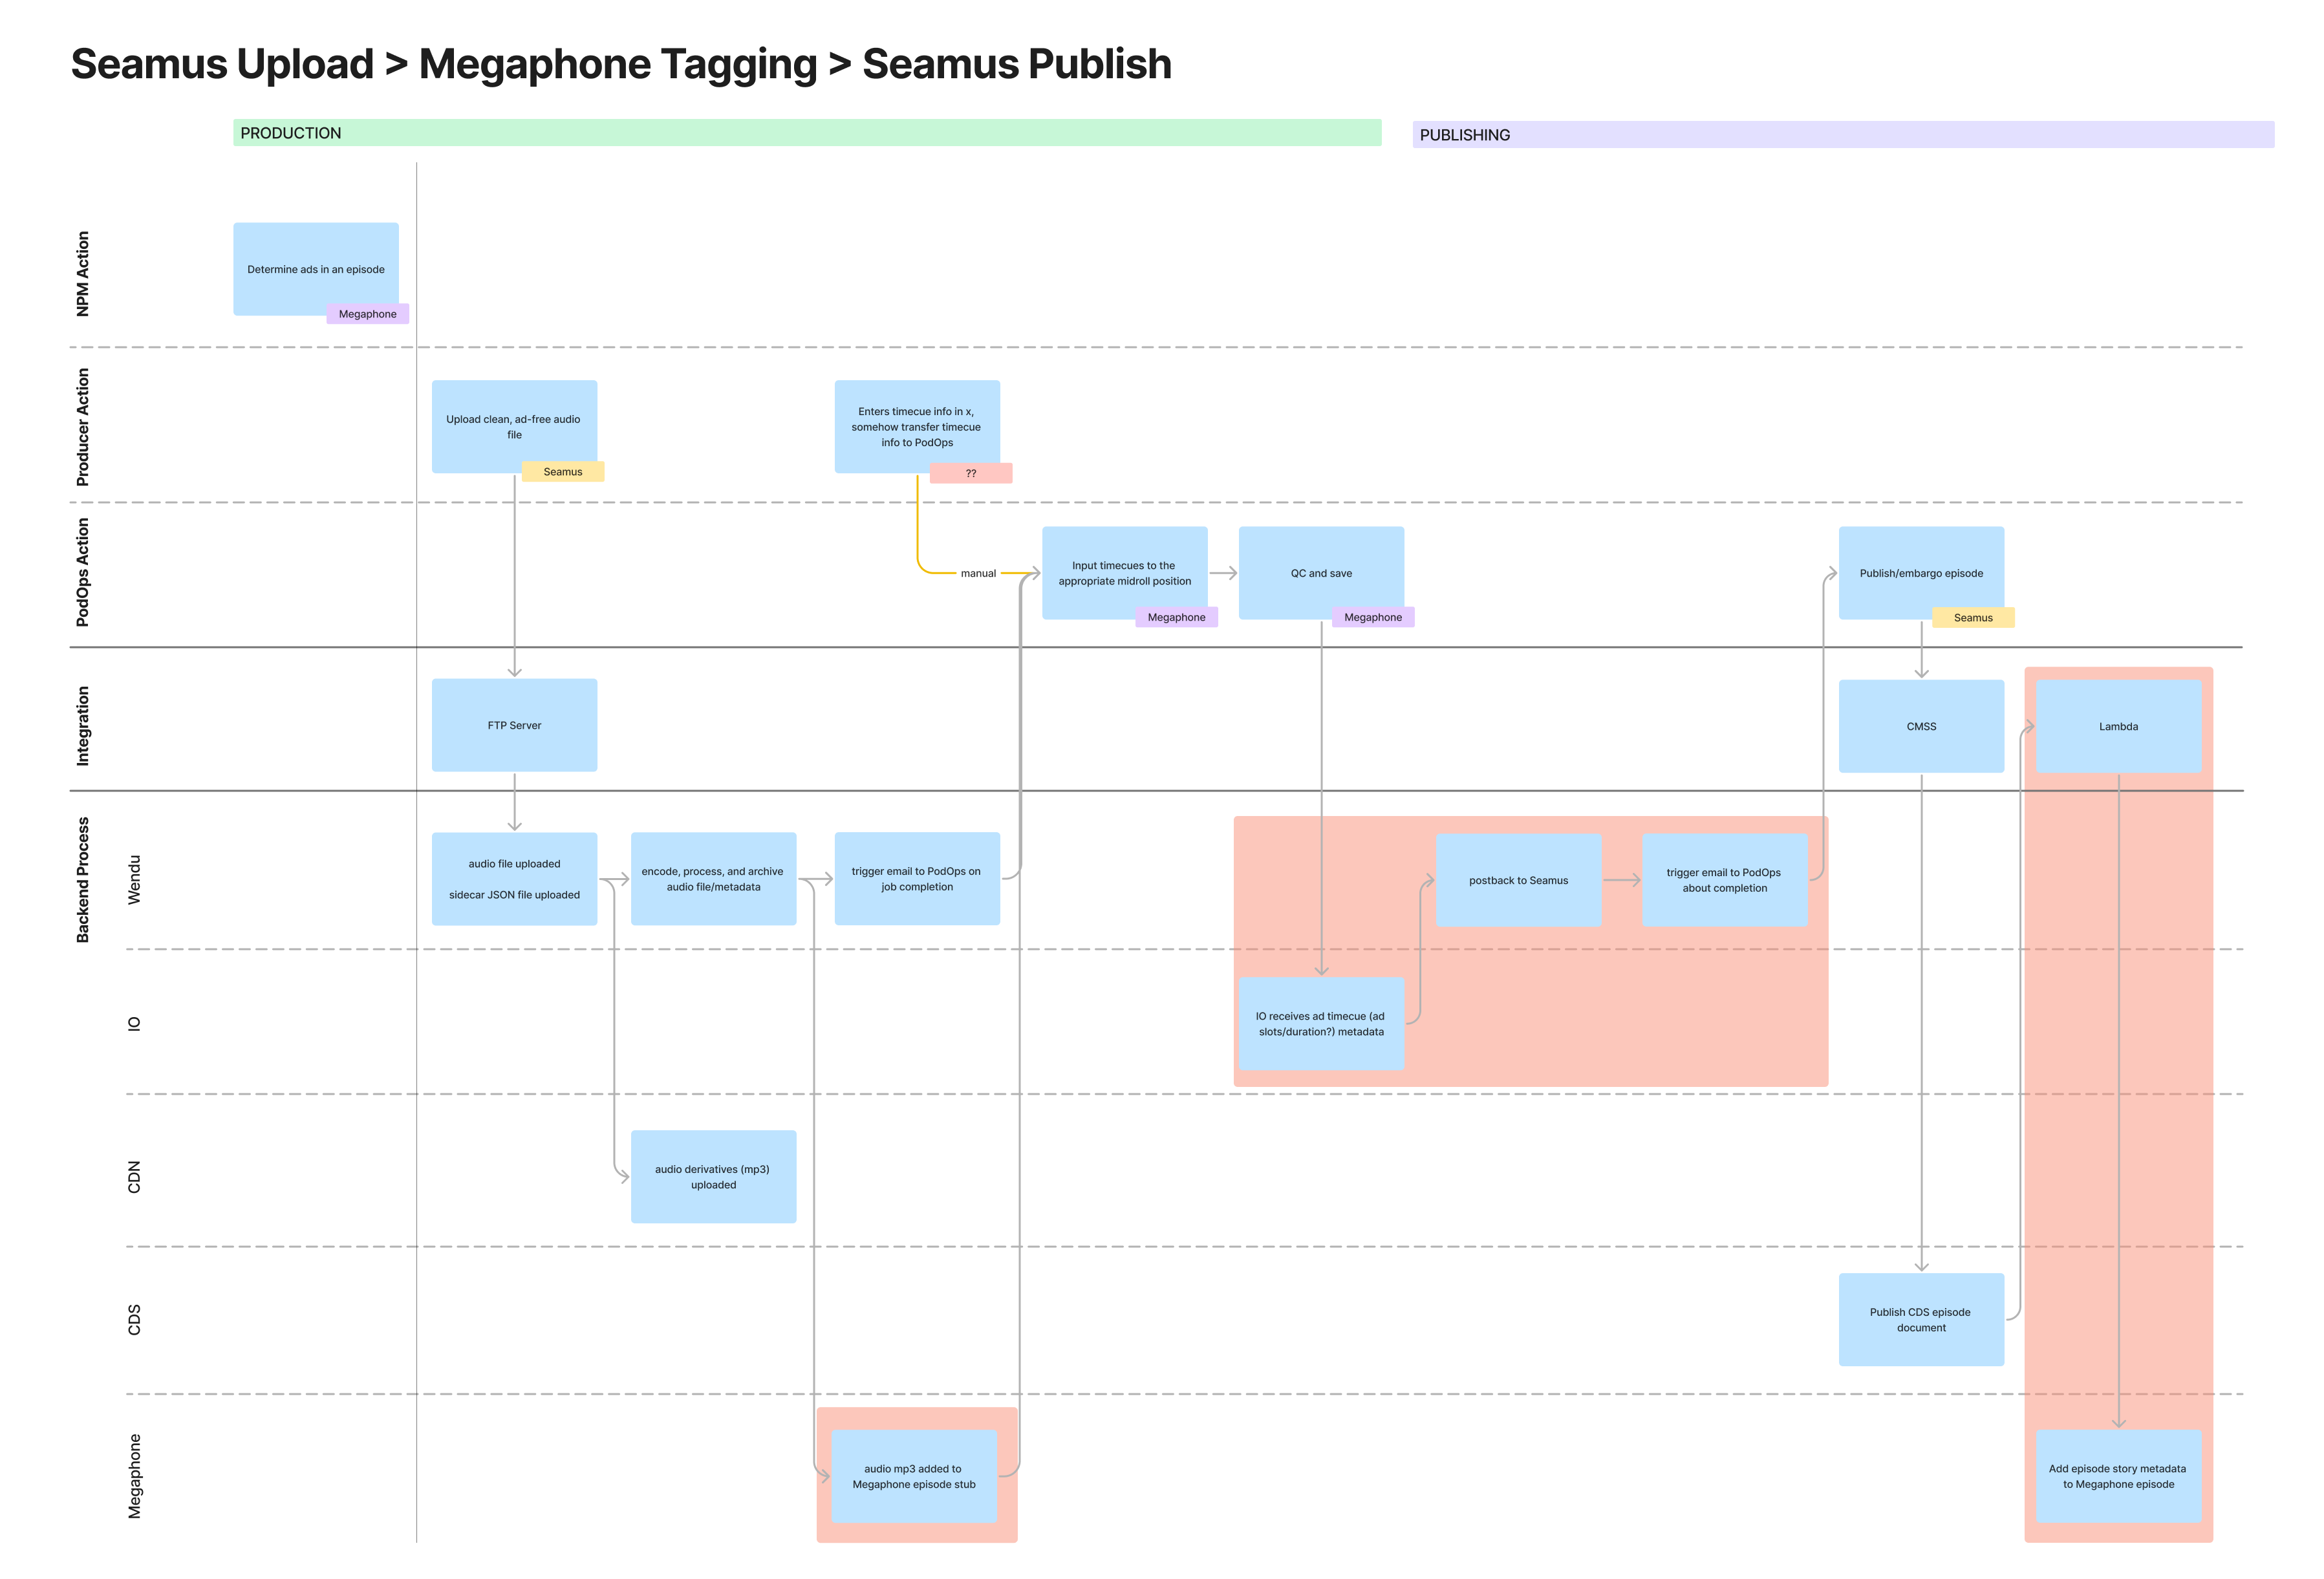 Seamus Upload > Megaphone Tagging > Seamus Publish
PRODUCTION
PUBLISHING
NPM Action
Determine ads in an episode
Megaphone
Producer Action
Upload clean, ad-free audio
file
Seamus
Enters timecue info in x,
somehow transfer timecue
info to PodOps
??
PodOps Action
manual
Input timecues to the
appropriate midroll position
Megaphone
QC and save
Megaphone
Publish/embargo episode
Seamus
Integration
FTP Server
CMSS
Lambda
Backend Process
Wendu
audio file uploaded
sidecar JSON file uploaded
encode, process, and archive
audio file/metadata
trigger email to PodOps on
job completion
postback to Seamus
trigger email to PodOps
about completion
IO
IO receives ad timecue (ad
slots/duration?) metadata
CDN
audio derivatives (mp3)
uploaded
CDS
Publish CDS episode
document
Megaphone
audio mp3 added to
Megaphone episode stub
Add episode story metadata
to Megaphone episode